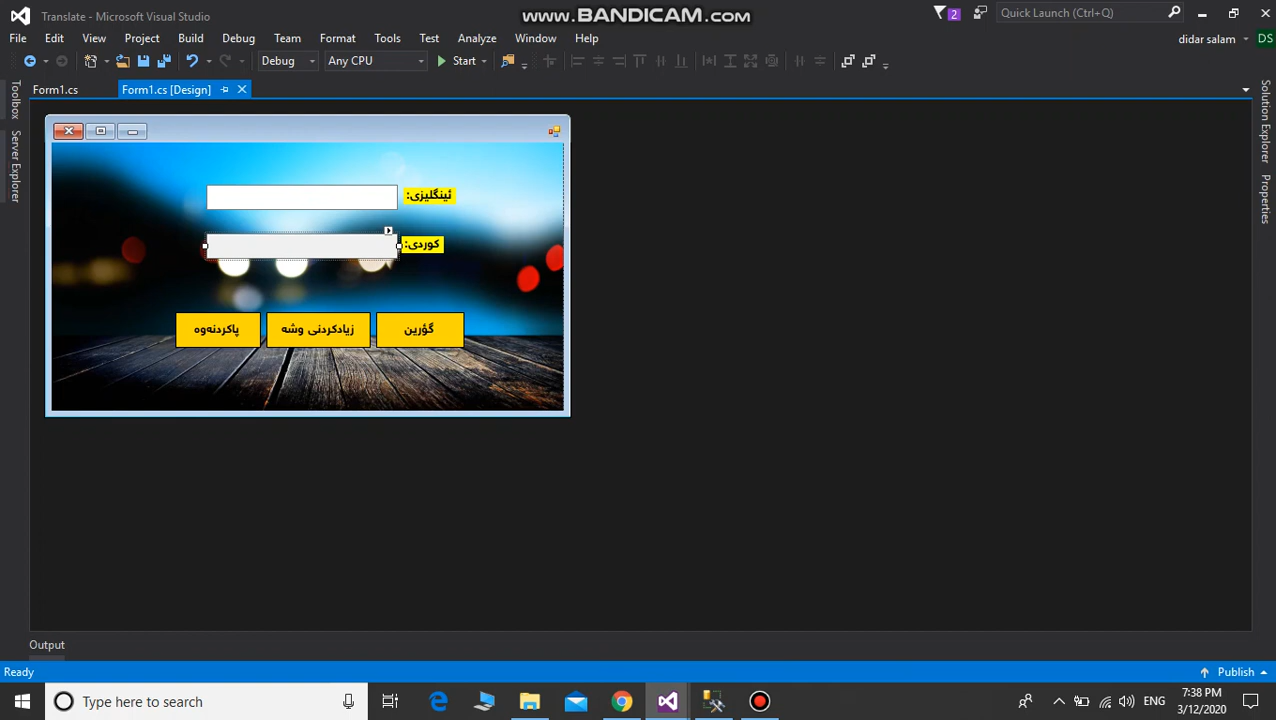 Translate - Microsoft Visual Studio
www.BANDICAM.com
2
Quick Launch (Ctrl+Q)
File Edit View Project Build Debug Team Format Tools Test Analyze Window Help
didar salam
DS
Debug
Any CPU
Start
Form1.cs
Form1.cs [Design]
Toolbox
Server Explorer
Solution Explorer
Properties
ئینگلیزی:
کوردی:
گۆرین
زیادکردنی وشە
پاکردنەوە
Output
Ready
Publish
Type here to search
ENG
7:38 PM
3/12/2020